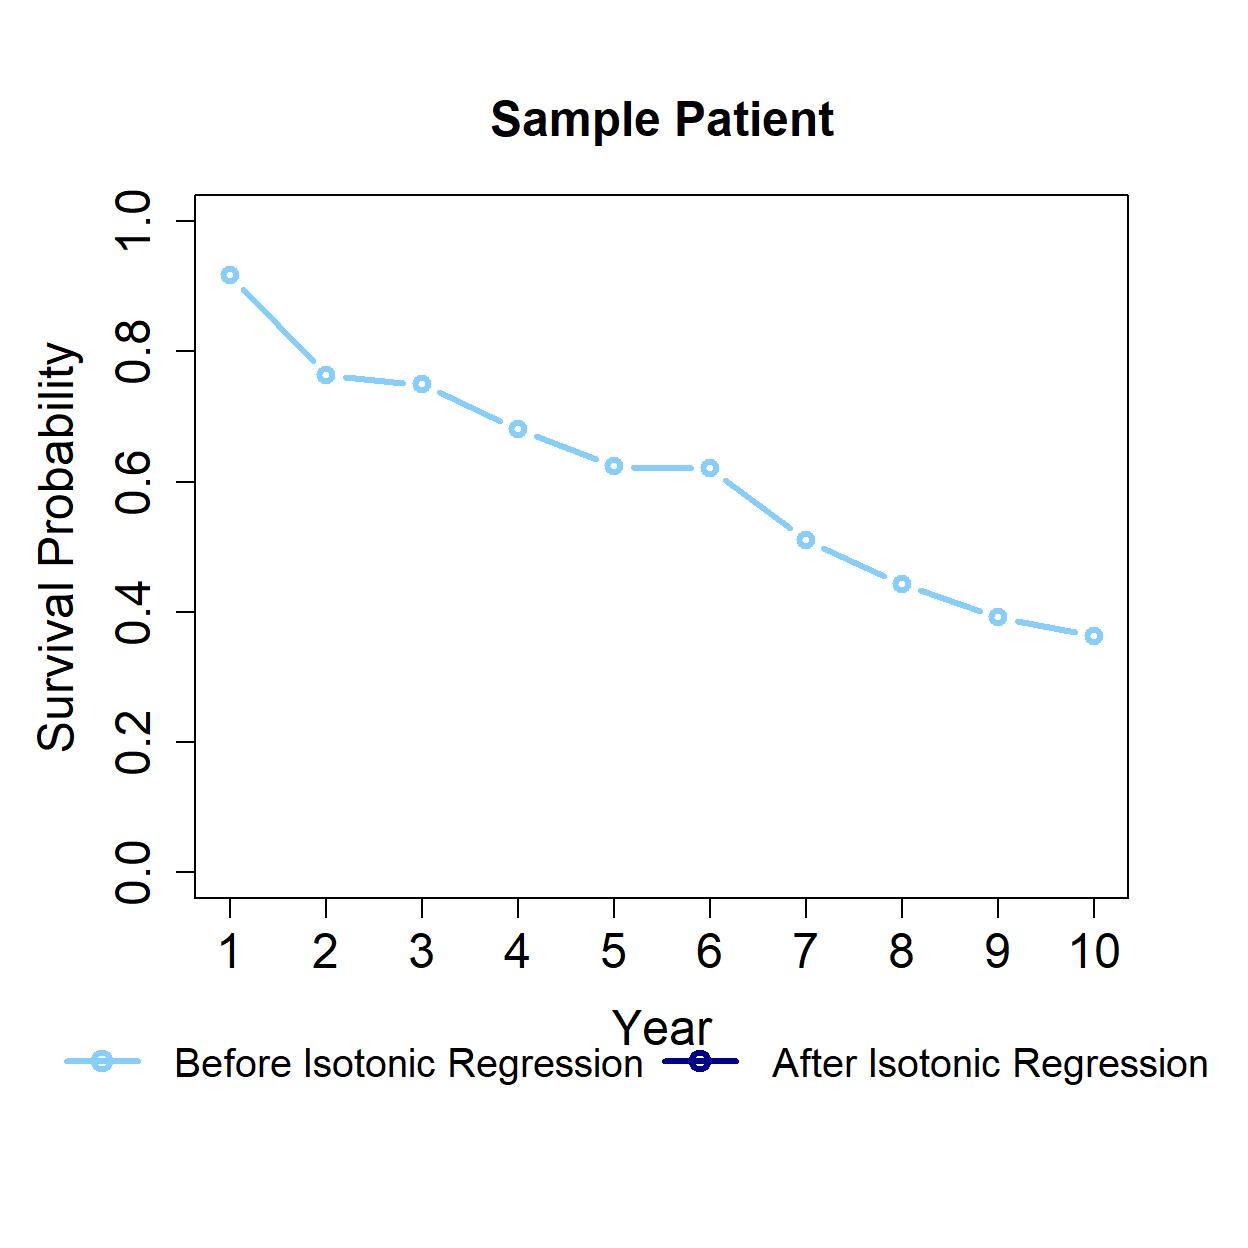 Sample Patient
Survival Probability
1.0
0.8
0.6
0.4
0.2
0.0
1 2 3 4 5 6 7 8 9 10
Year
Before Isotonic Regression After Isotonic Regression